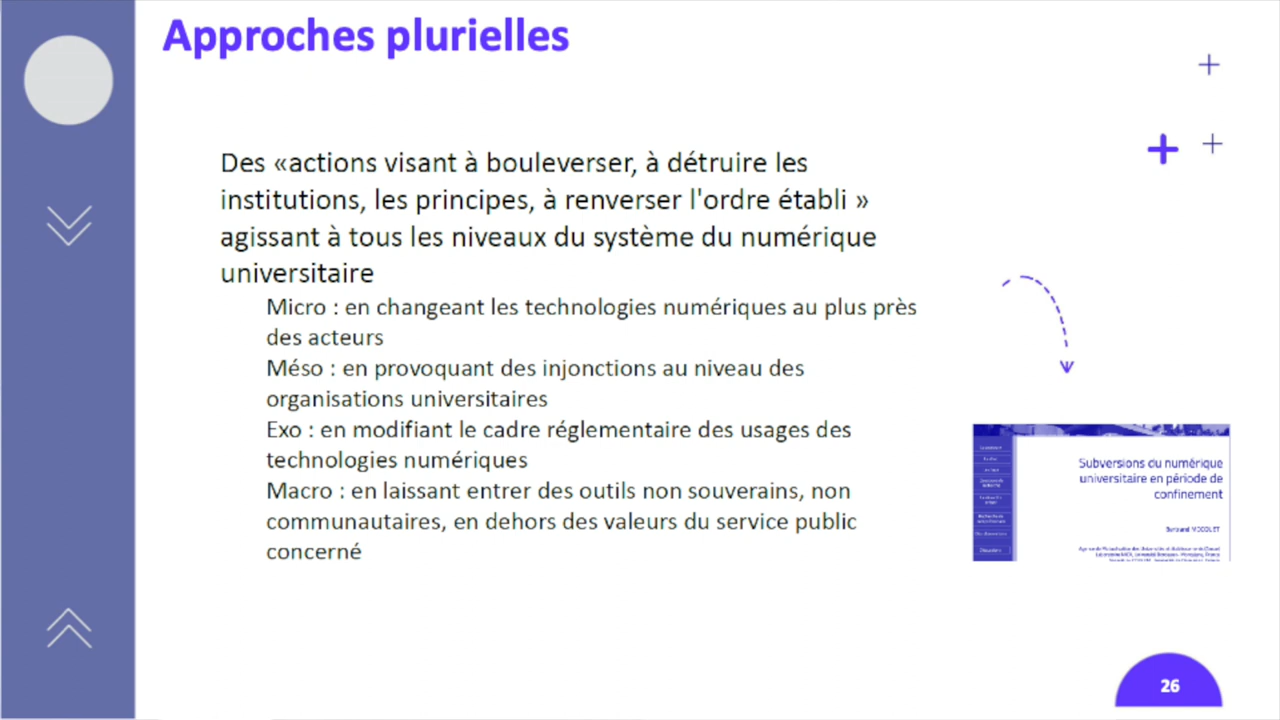 Approches plurielles
Des «actions visant à bouleverser, à détruire les
institutions, les principes, à renverser l'ordre établi »
agissant à tous les niveaux du système du numérique
universitaire
Micro : en changeant les technologies numériques au plus près
des acteurs
Méso : en provoquant des injonctions au niveau des
organisations universitaires
Exo : en modifiant le cadre réglementaire des usages des
technologies numériques
Macro : en laissant entrer des outils non souverains, non
communautaires, en dehors des valeurs du service public
concerné
Subversions du numérique
universitaire en période de
confinement
Bertrand MOCQUET
26